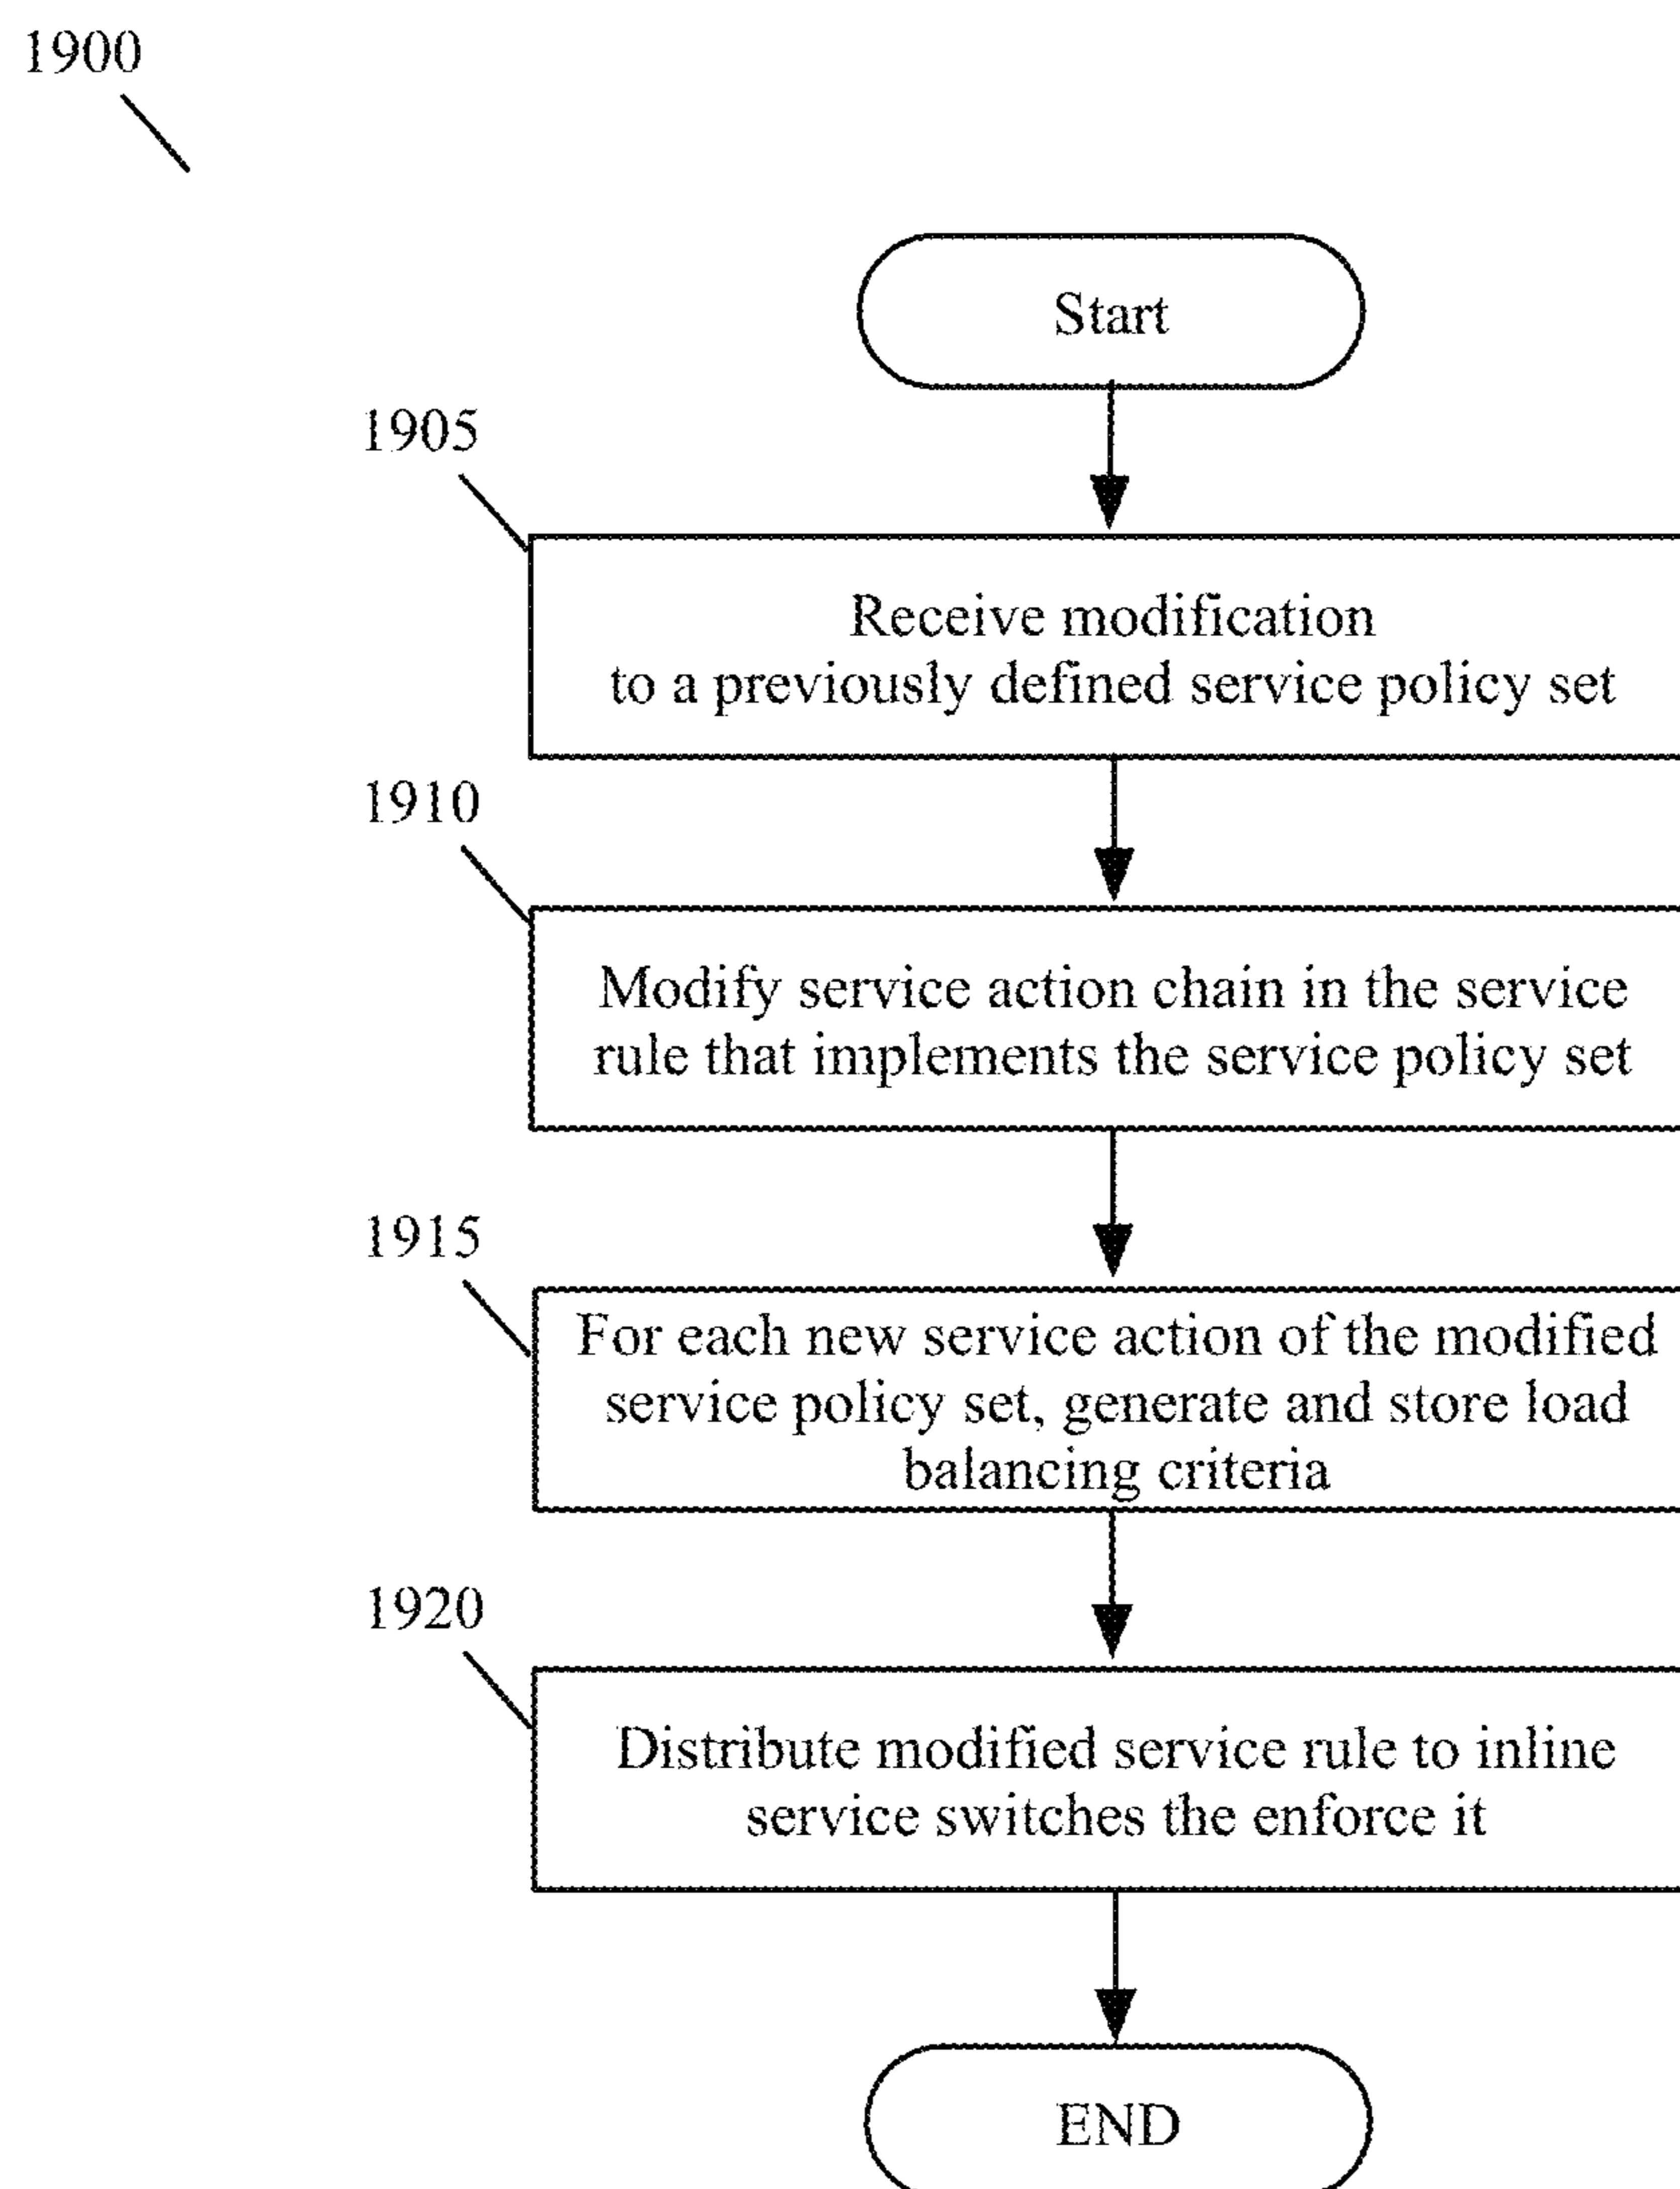 1900
Start
1905
Receive modification
to a previously defined service policy set
1910
Modify service action chain in the service
rule that implements the service policy set
1915
For each new service action of the modified
service policy set, generate and store load
balancing criteria
1920
Distribute modified service rule to inline
service switches the enforce it
END